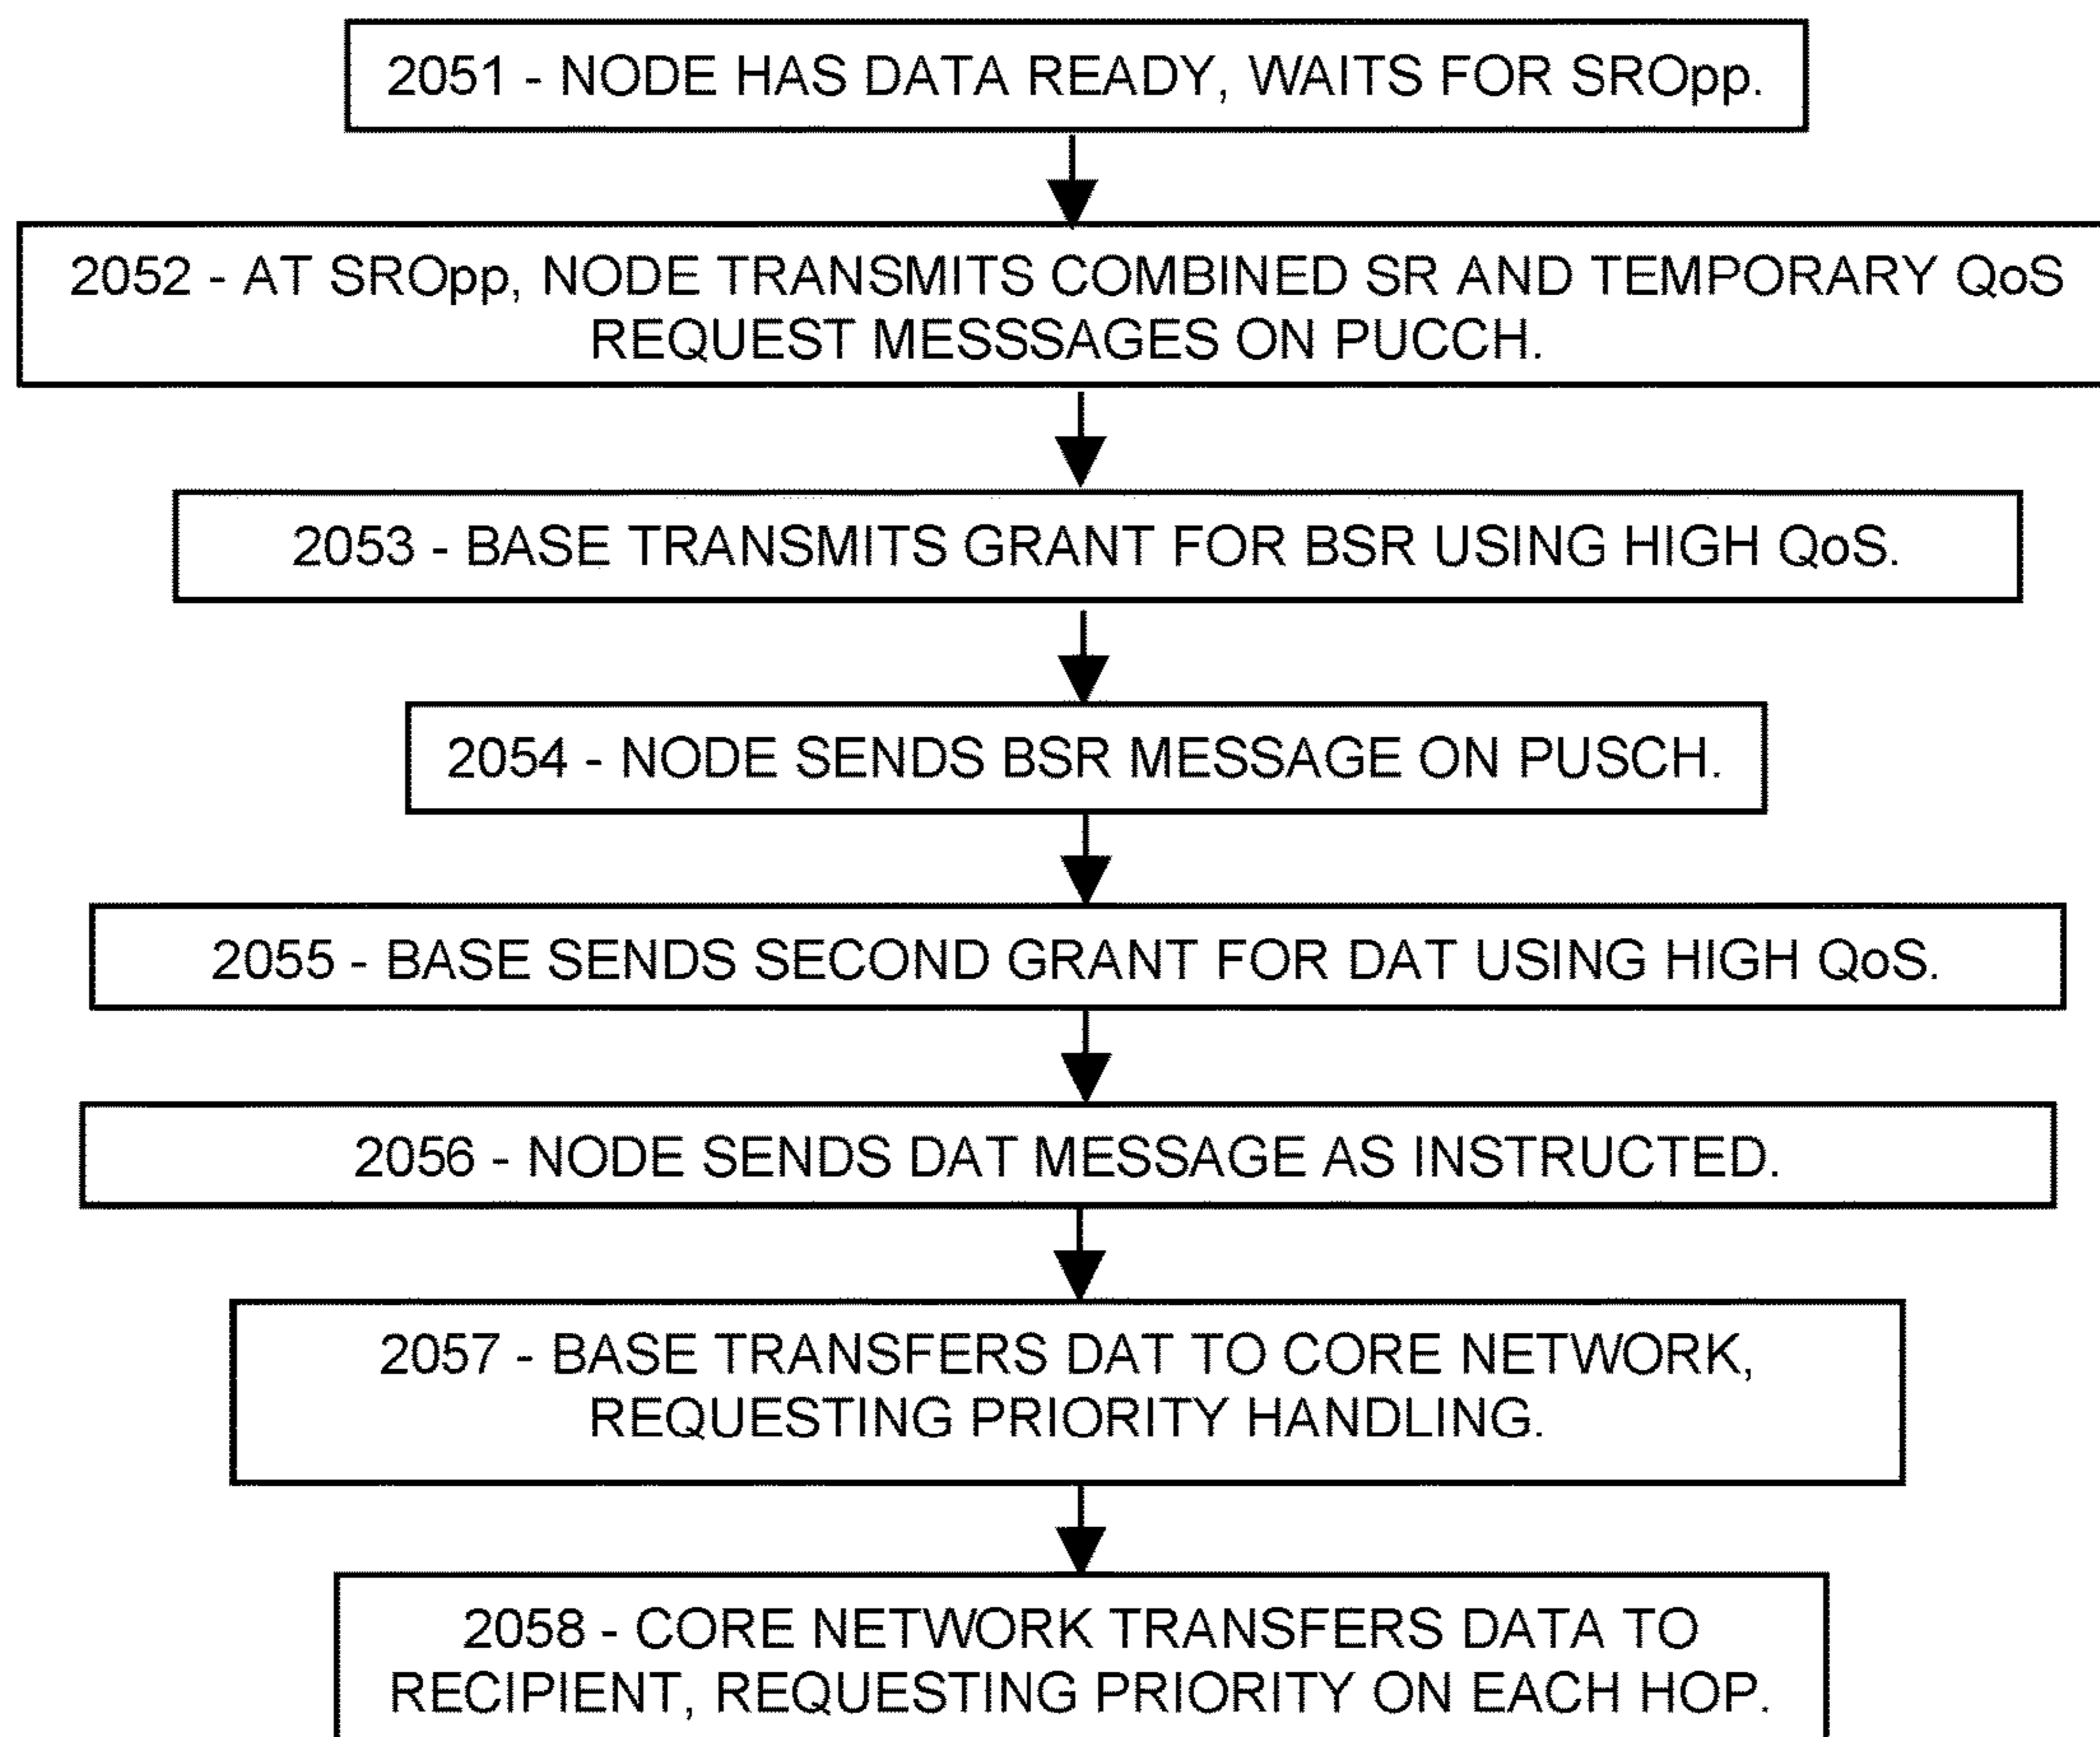 2051 - NODE HAS DATA READY, WAITS FOR SROpp.
2052 - AT SROpp, NODE TRANSMITS COMBINED SR AND TEMPORARY QoS
REQUEST MESSSAGES ON PUCCH.
2053 - BASE TRANSMITS GRANT FOR BSR USING HIGH QoS.
2054 - NODE SENDS BSR MESSAGE ON PUSCH.
2055 - BASE SENDS SECOND GRANT FOR DAT USING HIGH QoS.
2056 - NODE SENDS DAT MESSAGE AS INSTRUCTED.
2057 - BASE TRANSFERS DAT TO CORE NETWORK,
REQUESTING PRIORITY HANDLING.
2058 - CORE NETWORK TRANSFERS DATA TO
RECIPIENT, REQUESTING PRIORITY ON EACH HOP.